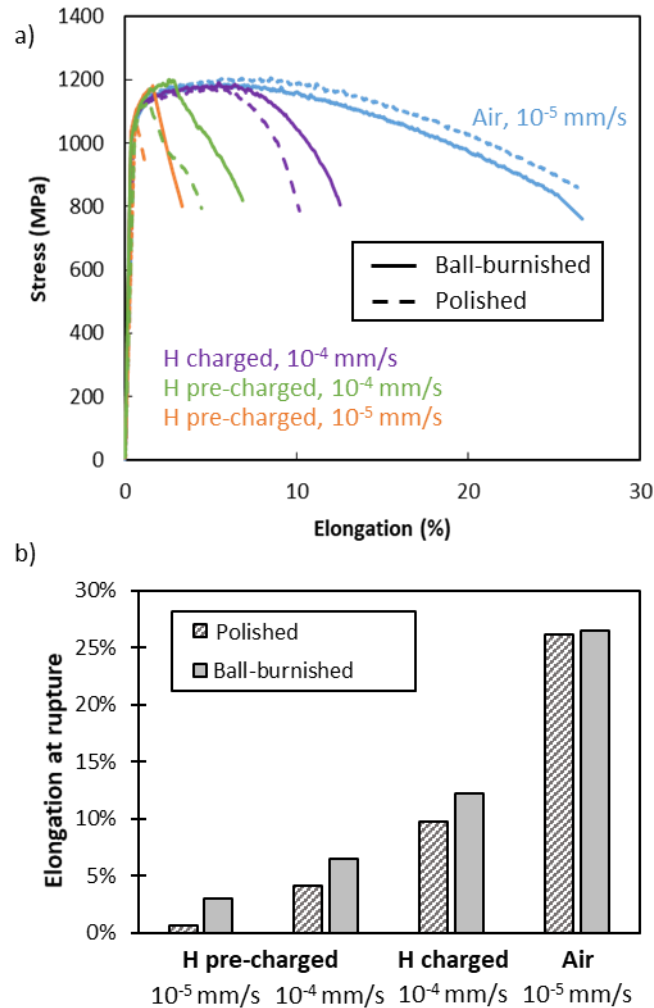 a)
1400
1200
1000
800
600
400
200
0
Stress (MPa)
Air, 10⁻⁵ mm/s
Ball-burnished
Polished
H charged, 10⁻⁴ mm/s
H pre-charged, 10⁻⁴ mm/s
H pre-charged, 10⁻⁵ mm/s
0 10 20 30
Elongation (%)
b)
30%
25%
20%
15%
10%
5%
0%
Elongation at rupture
Polished
Ball-burnished
H pre-charged H charged Air
10⁻⁵ mm/s 10⁻⁴ mm/s 10⁻⁴ mm/s 10⁻⁵ mm/s